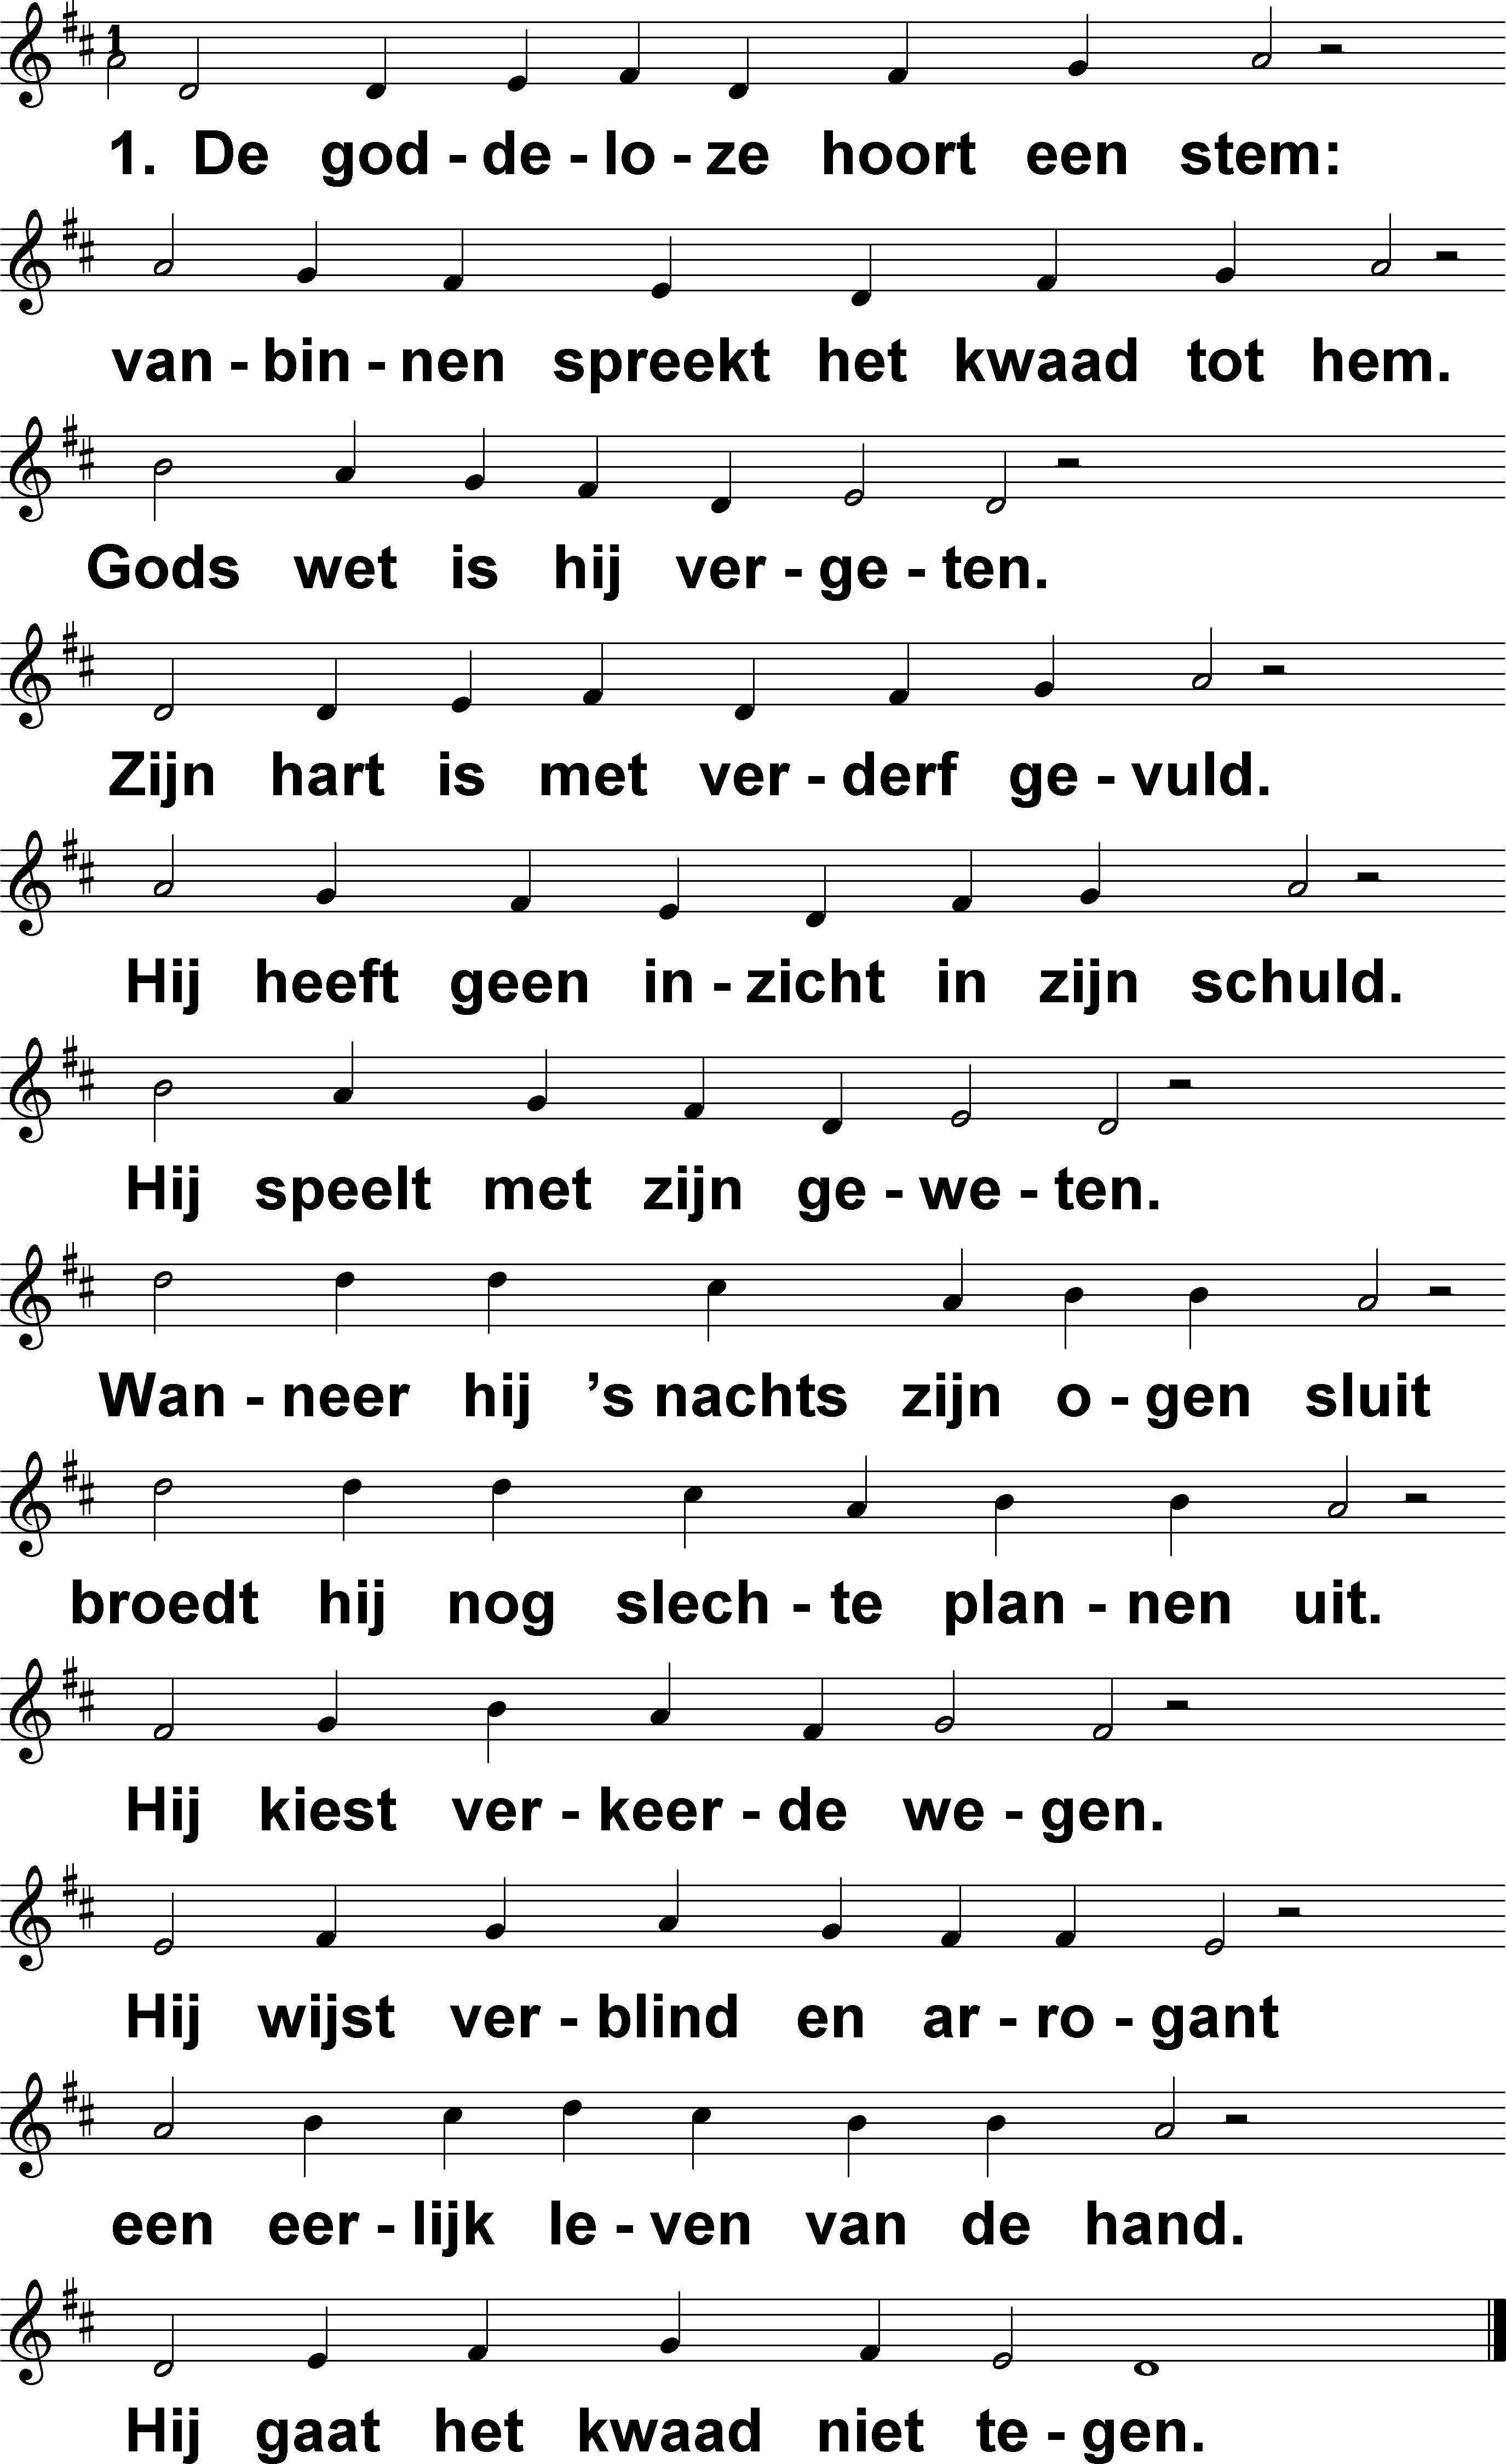 1
1. De god - de - lo - ze hoort een stem:
van - bin - nen spreekt het kwaad tot hem.
Gods wet is hij ver - ge - ten.
Zijn hart is met ver - derf ge - vuld.
Hij heeft geen in - zicht in zijn schuld.
Hij speelt met zijn ge - we - ten.
Wan - neer hij ’s nachts zijn o - gen sluit
broedt hij nog slech - te plan - nen uit.
Hij kiest ver - keer - de we - gen.
Hij wijst ver - blind en ar - ro - gant
een eer - lijk le - ven van de hand.
Hij gaat het kwaad niet te - gen.